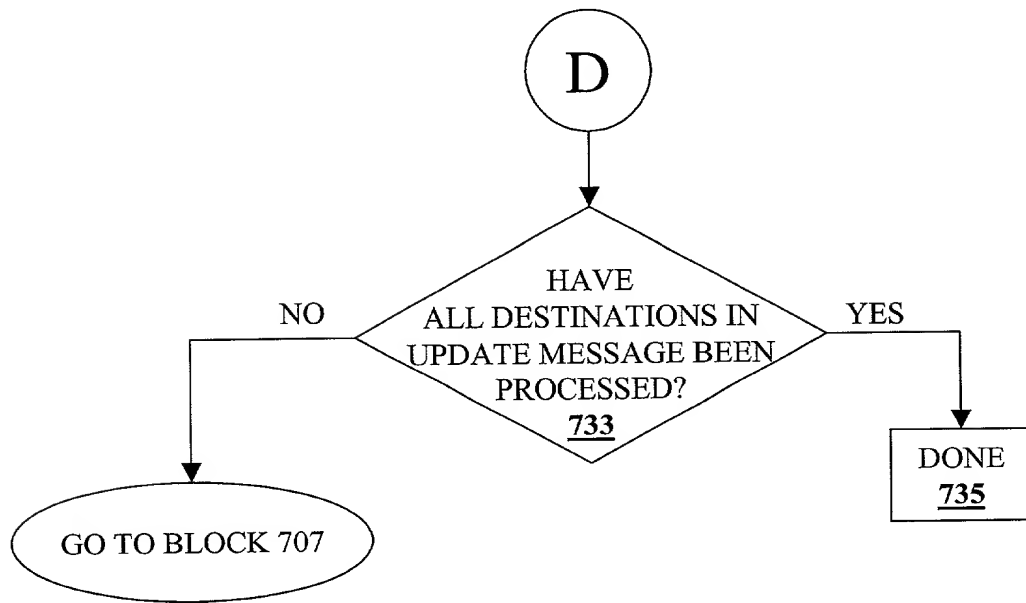 D
HAVE
ALL DESTINATIONS IN
UPDATE MESSAGE BEEN
PROCESSED?
733
NO
YES
GO TO BLOCK 707
DONE
735